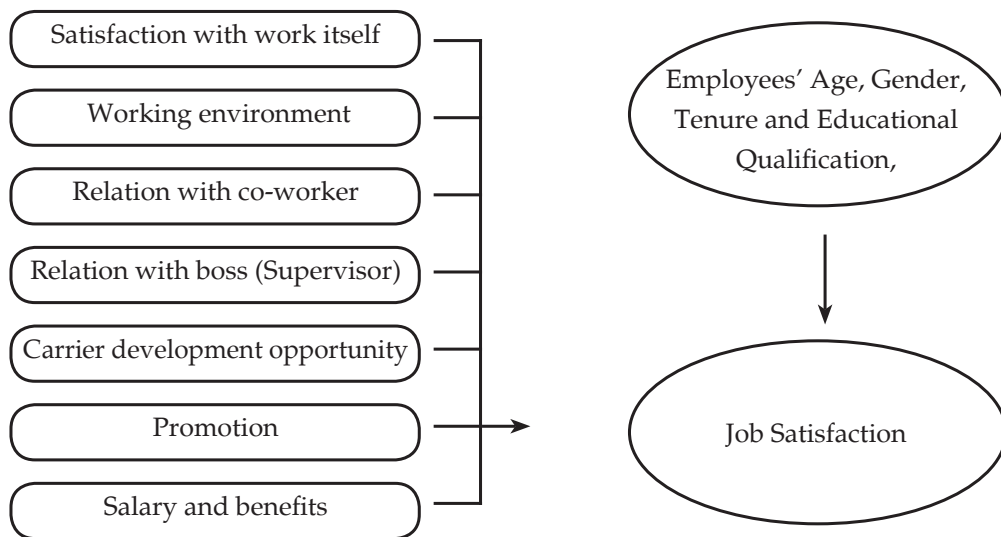 Satisfaction with work itself
Working environment
Relation with co-worker
Relation with boss (Supervisor)
Carrier development opportunity
Promotion
Salary and benefits
Employees’ Age, Gender,
Tenure and Educational
Qualification,
Job Satisfaction